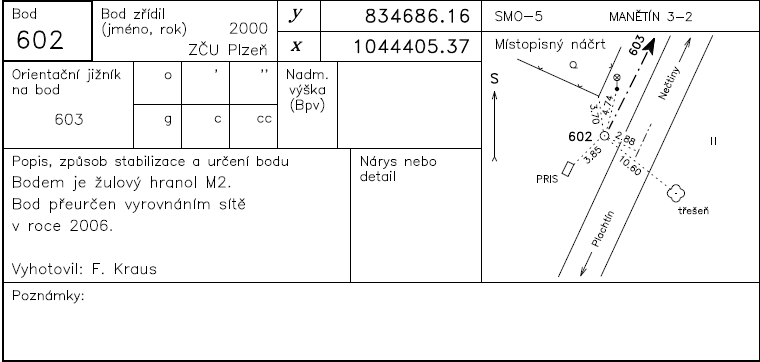 Bod
602
Bod zřídil
(jméno, rok) 2000
ZČU Plzeň
y 834686.16
x 1044405.37
SMO-5 MANĚTÍN 3-2
Orientační jižník
na bod
603
o ' ''
g c cc
Nadm.
výška
(Bpv)
Místopisný náčrt
S
603
Nečtiny
3.70
4.74
602
2.88
3.85
10.60
II
PRIS
třešeň
Plachtín
Popis, způsob stabilizace a určení bodu
Bodem je žulový hranol M2.
Bod přeurčen vyrovnáním sítě
v roce 2006.
Vyhotovil: F. Kraus
Nárys nebo
detail
Poznámky: